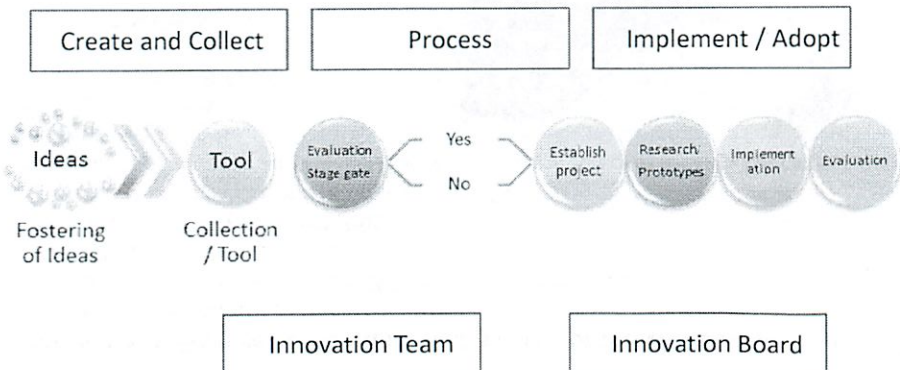 Create and Collect
Process
Implement / Adopt
Ideas
Tool
Evaluation
Stage gate
Yes
No
Establish
project
Research/
Prototypes
Implement
ation
Evaluation
Fostering
of Ideas
Collection
/ Tool
Innovation Team
Innovation Board